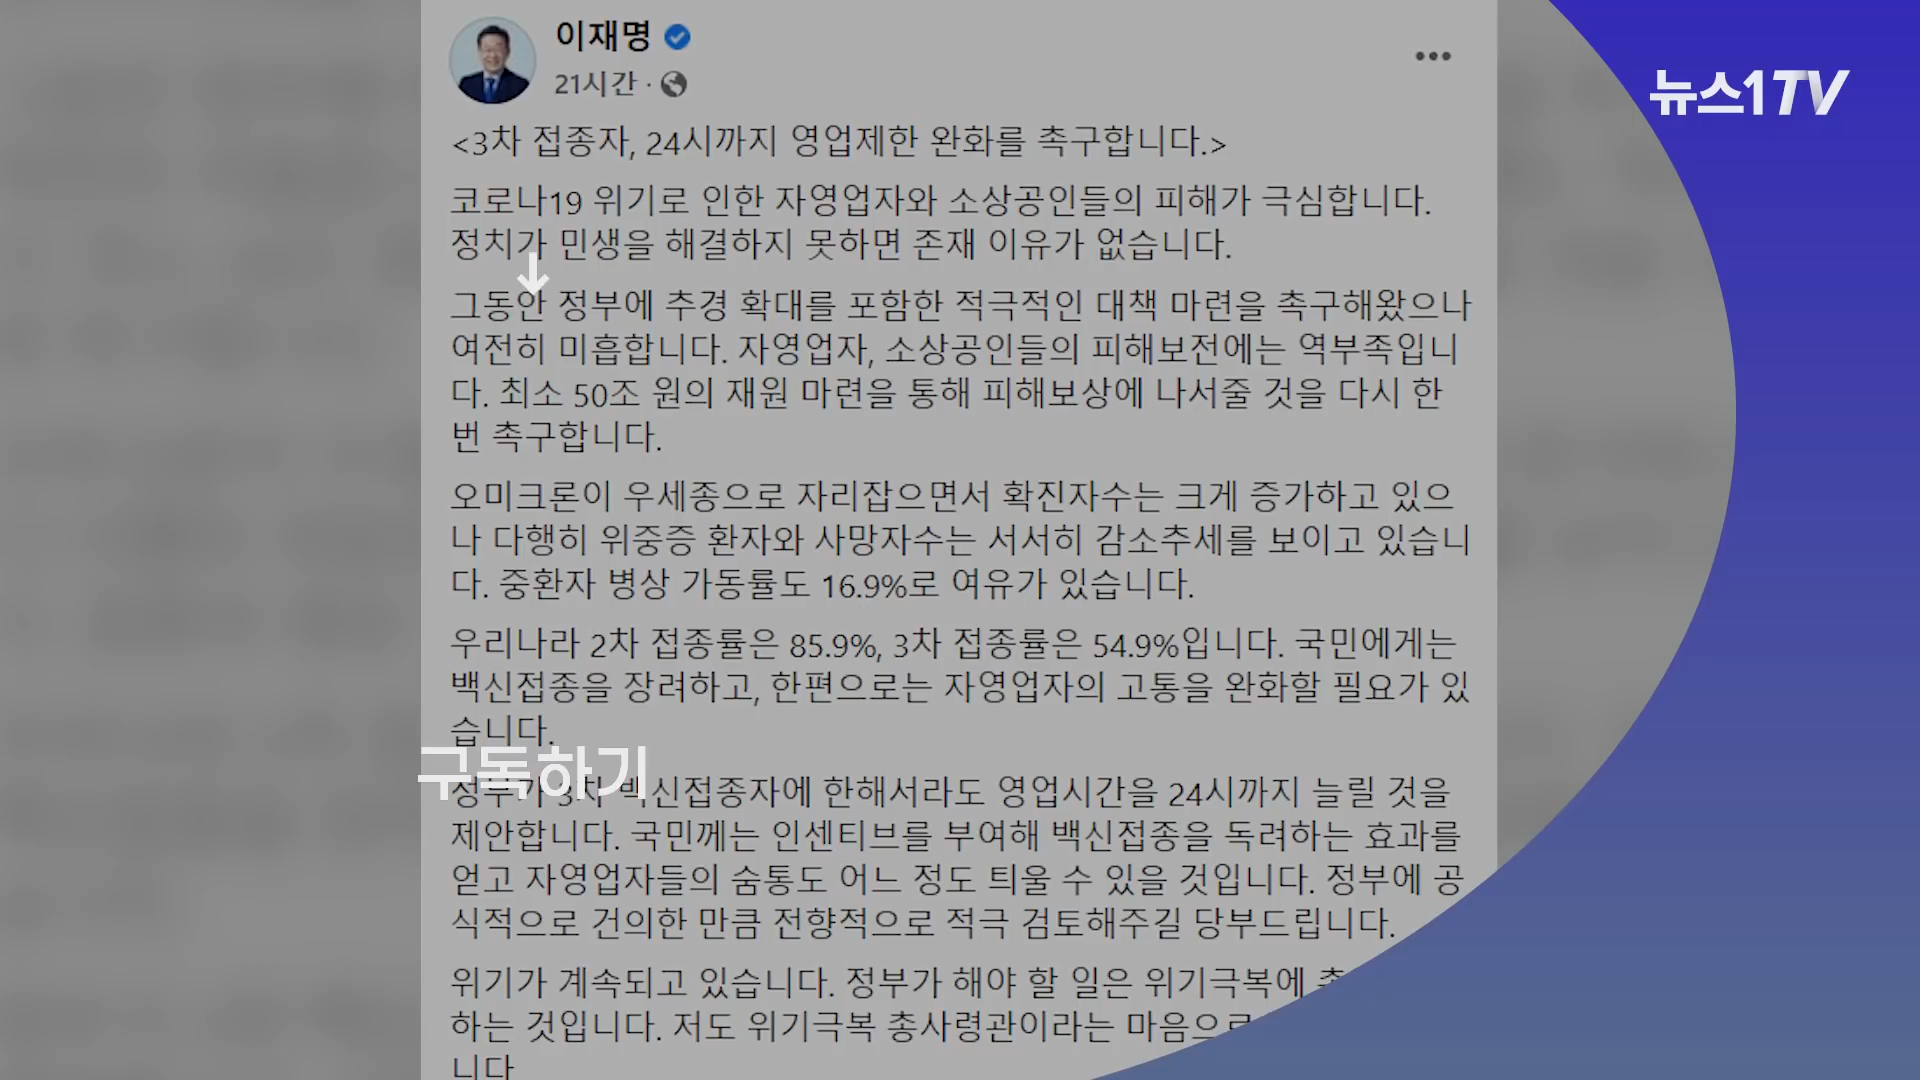 이재명
21시간 ·
뉴스1TV
<3차 접종자, 24시까지 영업제한 완화를 촉구합니다.>
코로나19 위기로 인한 자영업자와 소상공인들의 피해가 극심합니다.
정치가 민생을 해결하지 못하면 존재 이유가 없습니다.
그동안 정부에 추경 확대를 포함한 적극적인 대책 마련을 촉구해왔으나
여전히 미흡합니다. 자영업자, 소상공인들의 피해보전에는 역부족입니
다. 최소 50조 원의 재원 마련을 통해 피해보상에 나서줄 것을 다시 한
번 촉구합니다.
오미크론이 우세종으로 자리잡으면서 확진자수는 크게 증가하고 있으
나 다행히 위중증 환자와 사망자수는 서서히 감소추세를 보이고 있습니
다. 중환자 병상 가동률도 16.9%로 여유가 있습니다.
우리나라 2차 접종률은 85.9%, 3차 접종률은 54.9%입니다. 국민에게는
백신접종을 장려하고, 한편으로는 자영업자의 고통을 완화할 필요가 있
습니다.
구독하기
정부가 3차 백신접종자에 한해서라도 영업시간을 24시까지 늘릴 것을
제안합니다. 국민께는 인센티브를 부여해 백신접종을 독려하는 효과를
얻고 자영업자들의 숨통도 어느 정도 틔울 수 있을 것입니다. 정부에 공
식적으로 건의한 만큼 전향적으로 적극 검토해주길 당부드립니다.
위기가 계속되고 있습니다. 정부가 해야 할 일은 위기극복에
하는 것입니다. 저도 위기극복 총사령관이라는 마음으로
니다